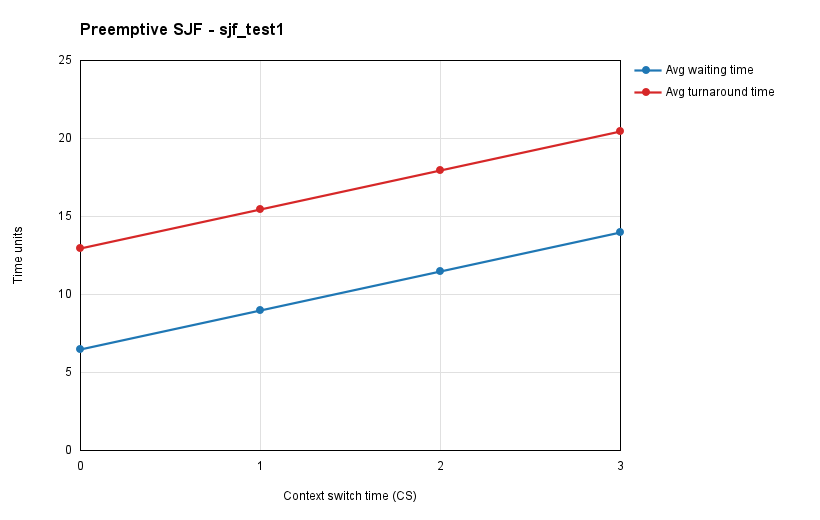 Preemptive SJF - sjf_test1
Avg waiting time
Avg turnaround time
25
20
15
10
5
0
Time units
0 1 2 3
Context switch time (CS)